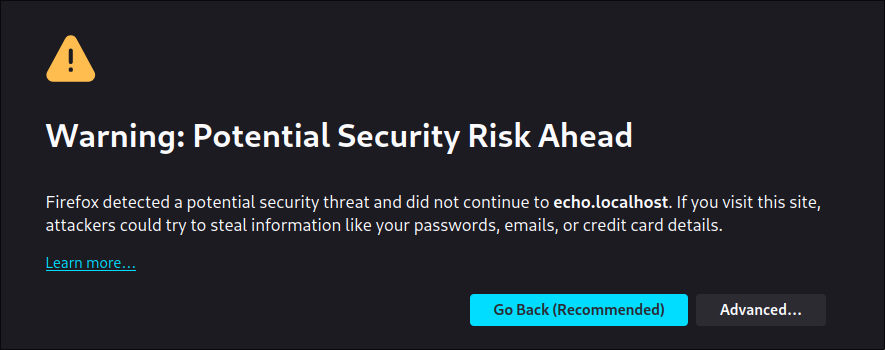 Warning: Potential Security Risk Ahead
Firefox detected a potential security threat and did not continue to echo.localhost. If you visit this site,
attackers could try to steal information like your passwords, emails, or credit card details.
Learn more…
Go Back (Recommended)
Advanced…